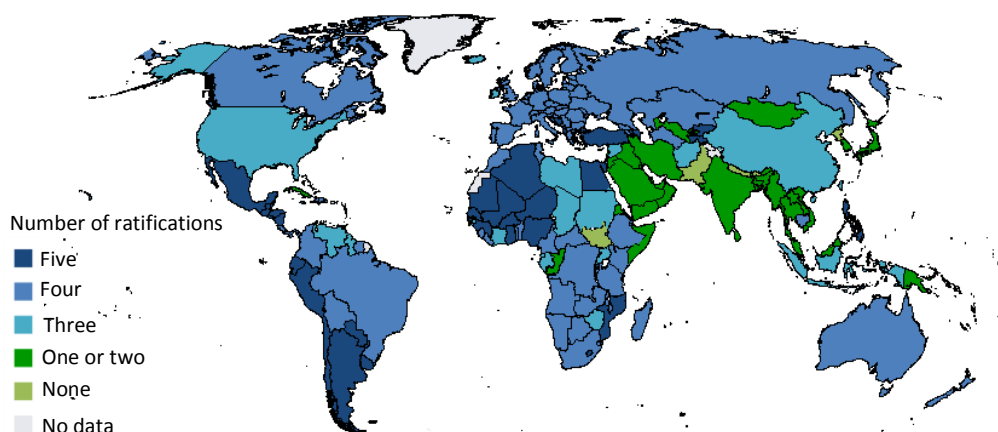 Number of ratifications
Five
Four
Three
One or two
None
No data